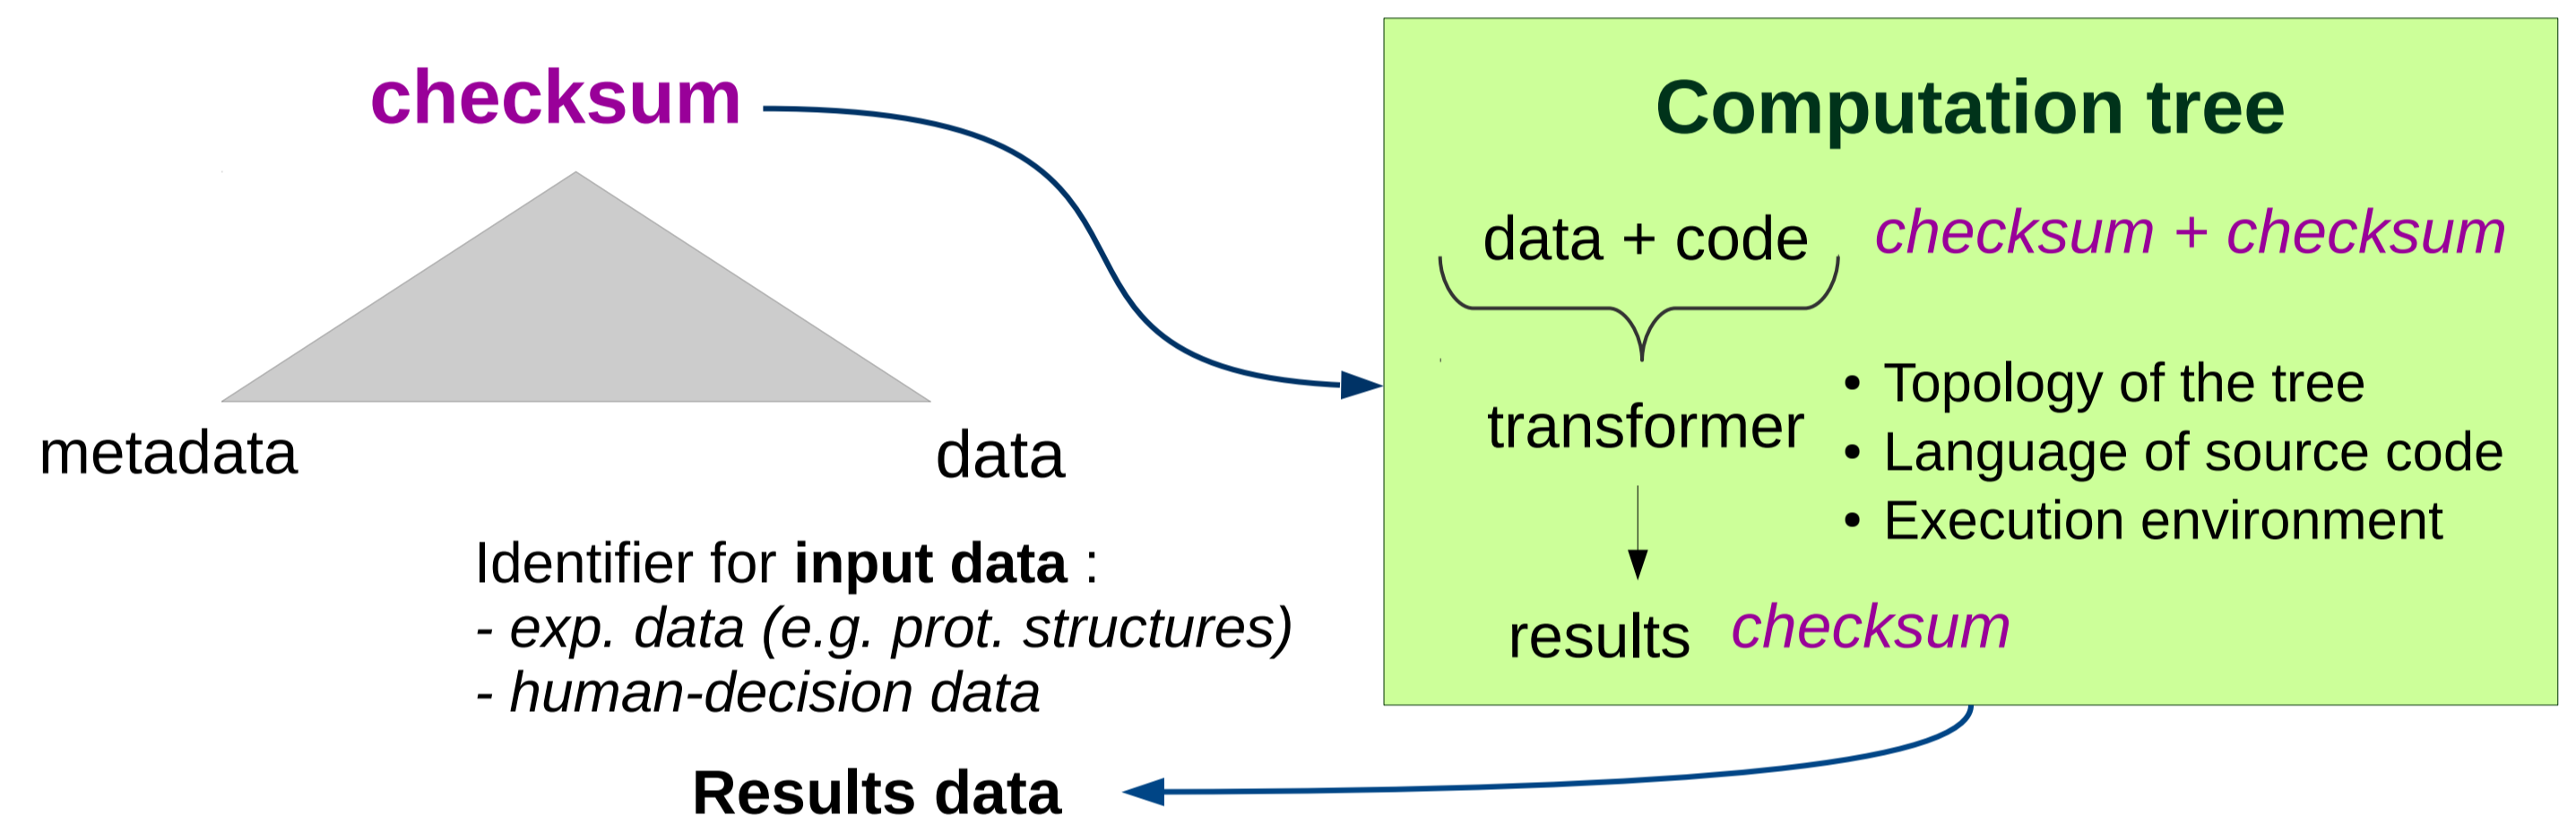 checksum
metadata
data
Identifier for input data :
- exp. data (e.g. prot. structures)
- human-decision data
Results data
Computation tree
data + code
checksum + checksum
transformer
• Topology of the tree
• Language of source code
• Execution environment
results
checksum